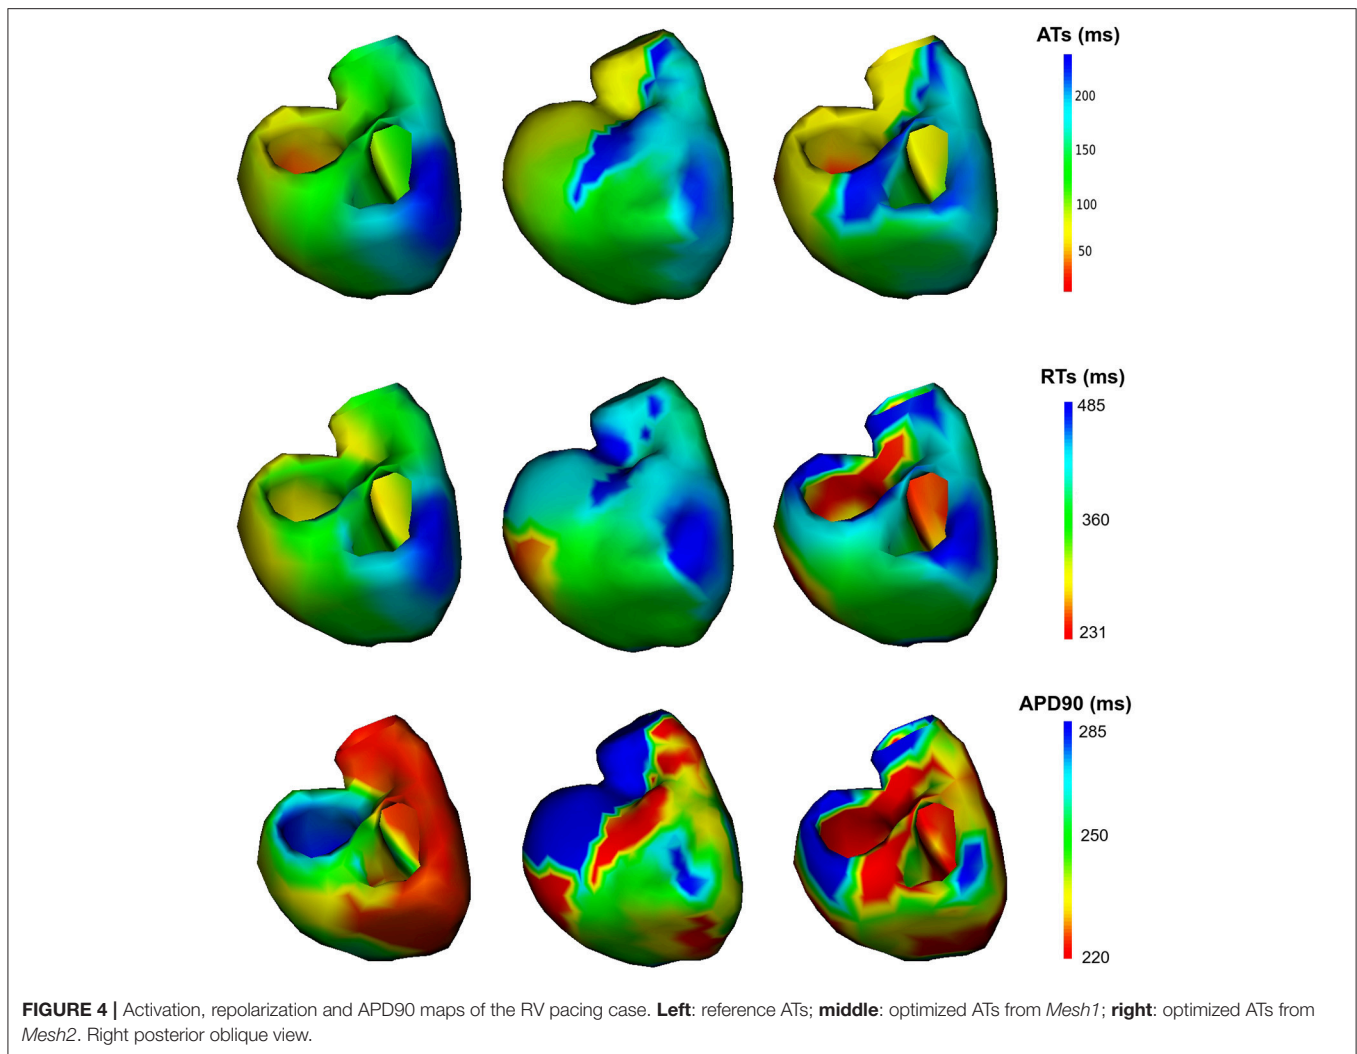 ATs (ms)
200
150
100
50
RTs (ms)
485
360
231
APD90 (ms)
285
250
220
FIGURE 4 | Activation, repolarization and APD90 maps of the RV pacing case. Left: reference ATs; middle: optimized ATs from Mesh1; right: optimized ATs from
Mesh2. Right posterior oblique view.